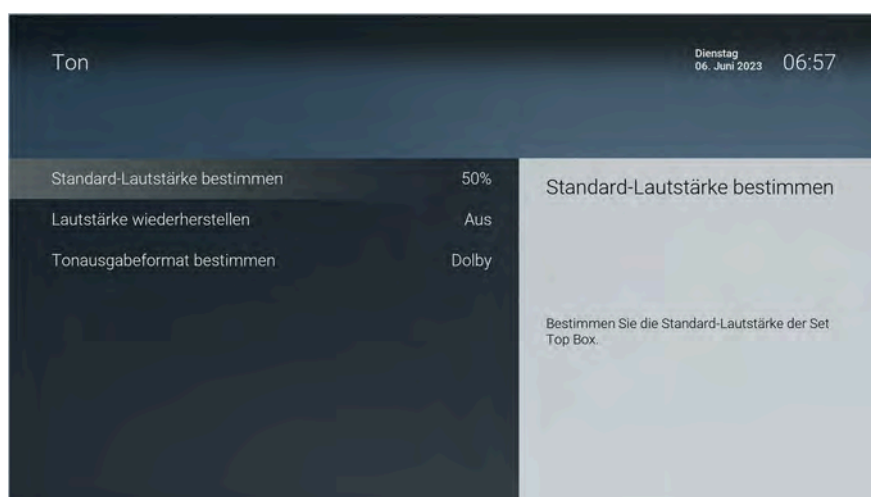 Ton
Dienstag
06. Juni 2023
06:57
Standard-Lautstärke bestimmen 50%
Lautstärke wiederherstellen Aus
Tonausgabeformat bestimmen Dolby
Standard-Lautstärke bestimmen
Bestimmen Sie die Standard-Lautstärke der Set
Top Box.